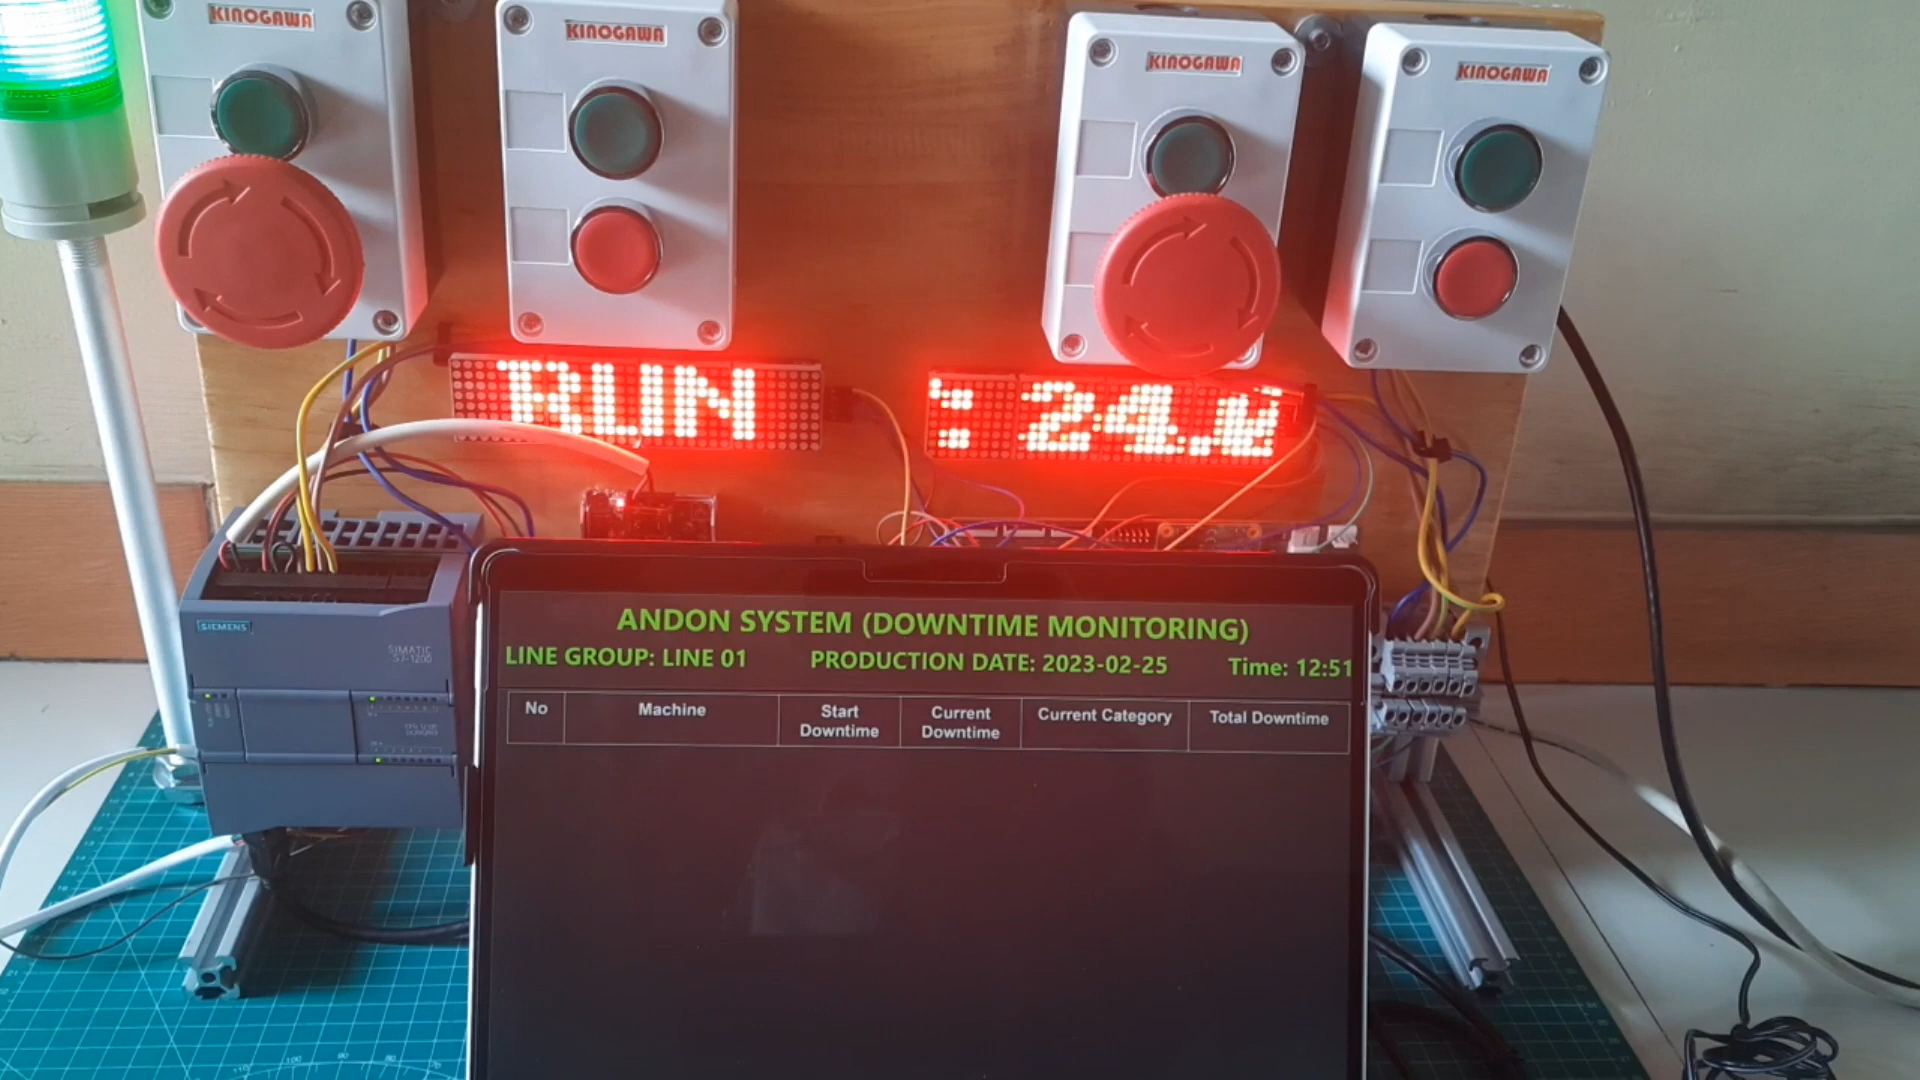 KINOGAWA
KINOGAWA
KINOGAWA
KINOGAWA
RUN
SIEMENS
SIMATIC
S7-1200
ANDON SYSTEM (DOWNTIME MONITORING)
LINE GROUP: LINE 01 PRODUCTION DATE: 2023-02-25 Time: 12:51
No Machine Start Downtime Current Downtime Current Category Total Downtime